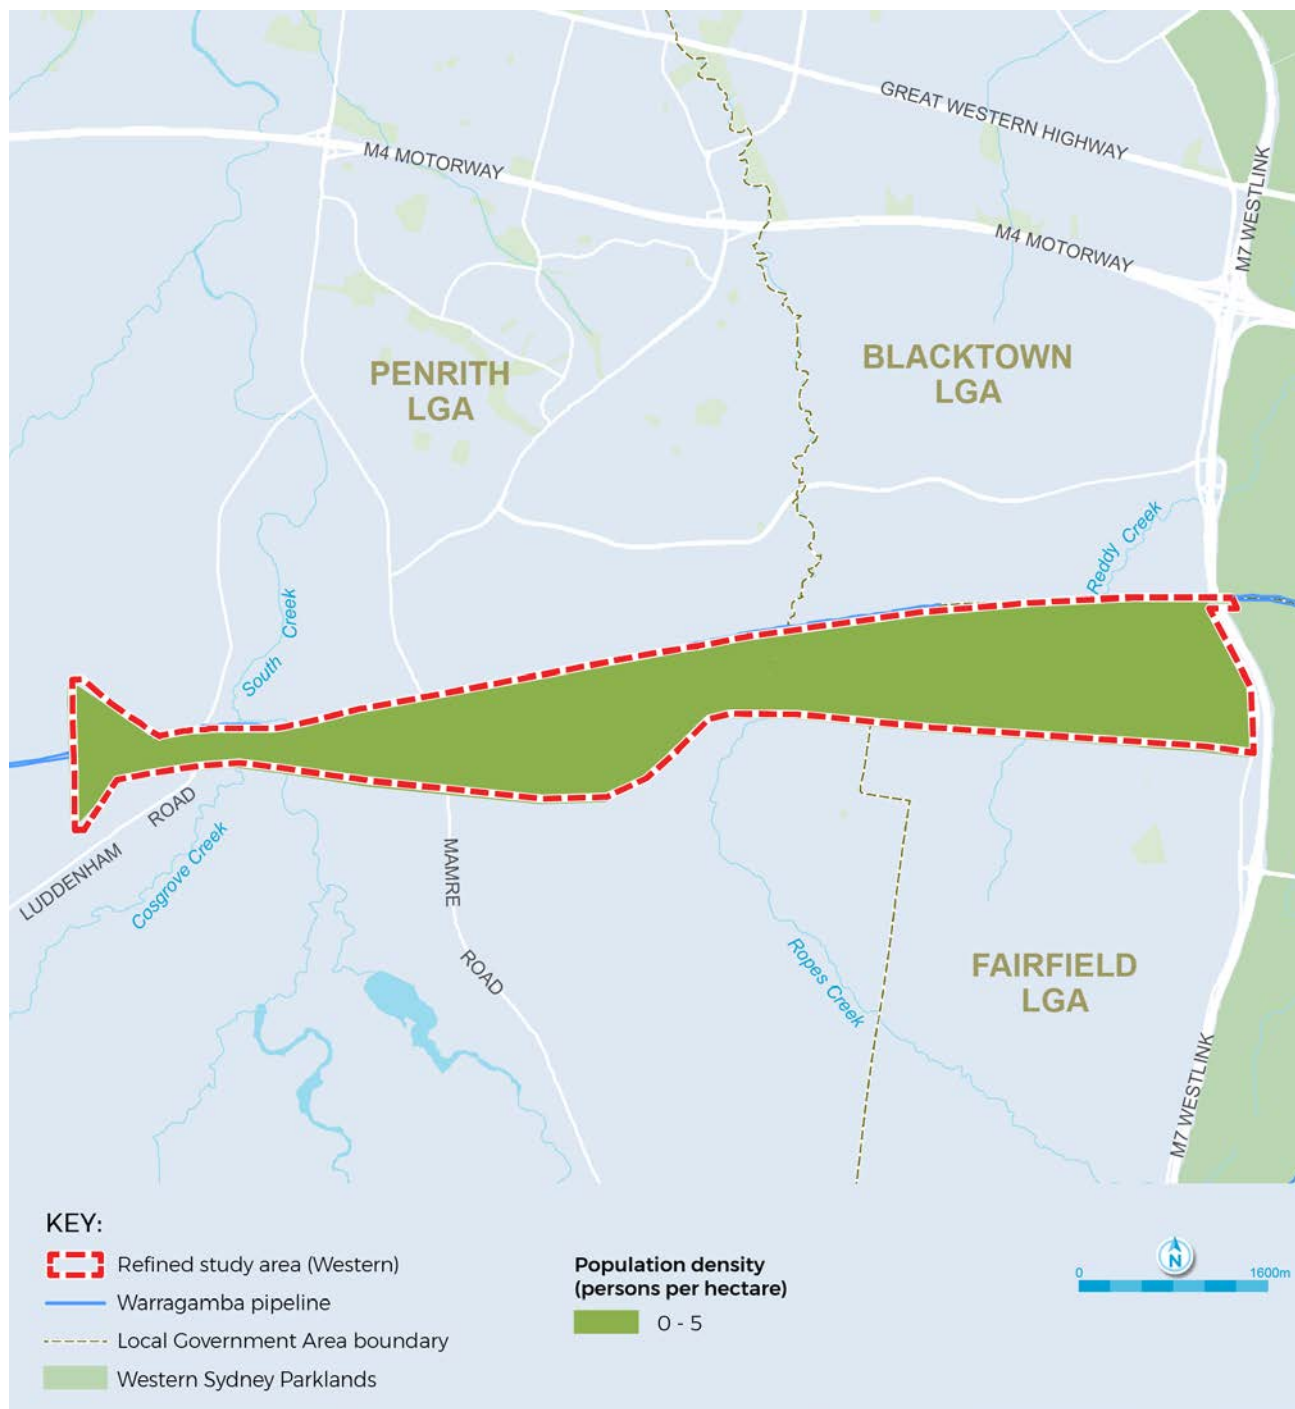 GREAT WESTERN HIGHWAY
M4 MOTORWAY
M7 WESTLINK
M4 MOTORWAY
PENRITH
LGA
BLACKTOWN
LGA
Reddy Creek
South Creek
LUDDENHAM ROAD
Cosgrove Creek
MAMRE ROAD
Ropes Creek
FAIRFIELD
LGA
M7 WESTLINK
KEY:
Refined study area (Western)
Warragamba pipeline
Local Government Area boundary
Western Sydney Parklands
Population density
(persons per hectare)
0 - 5
N
0 1600m